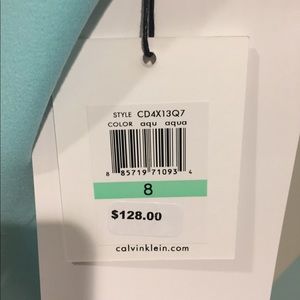 STYLE CD4X13Q7
COLOR aqu aqua
8 85719 71093 4
8
$128.00
calvinklein.com